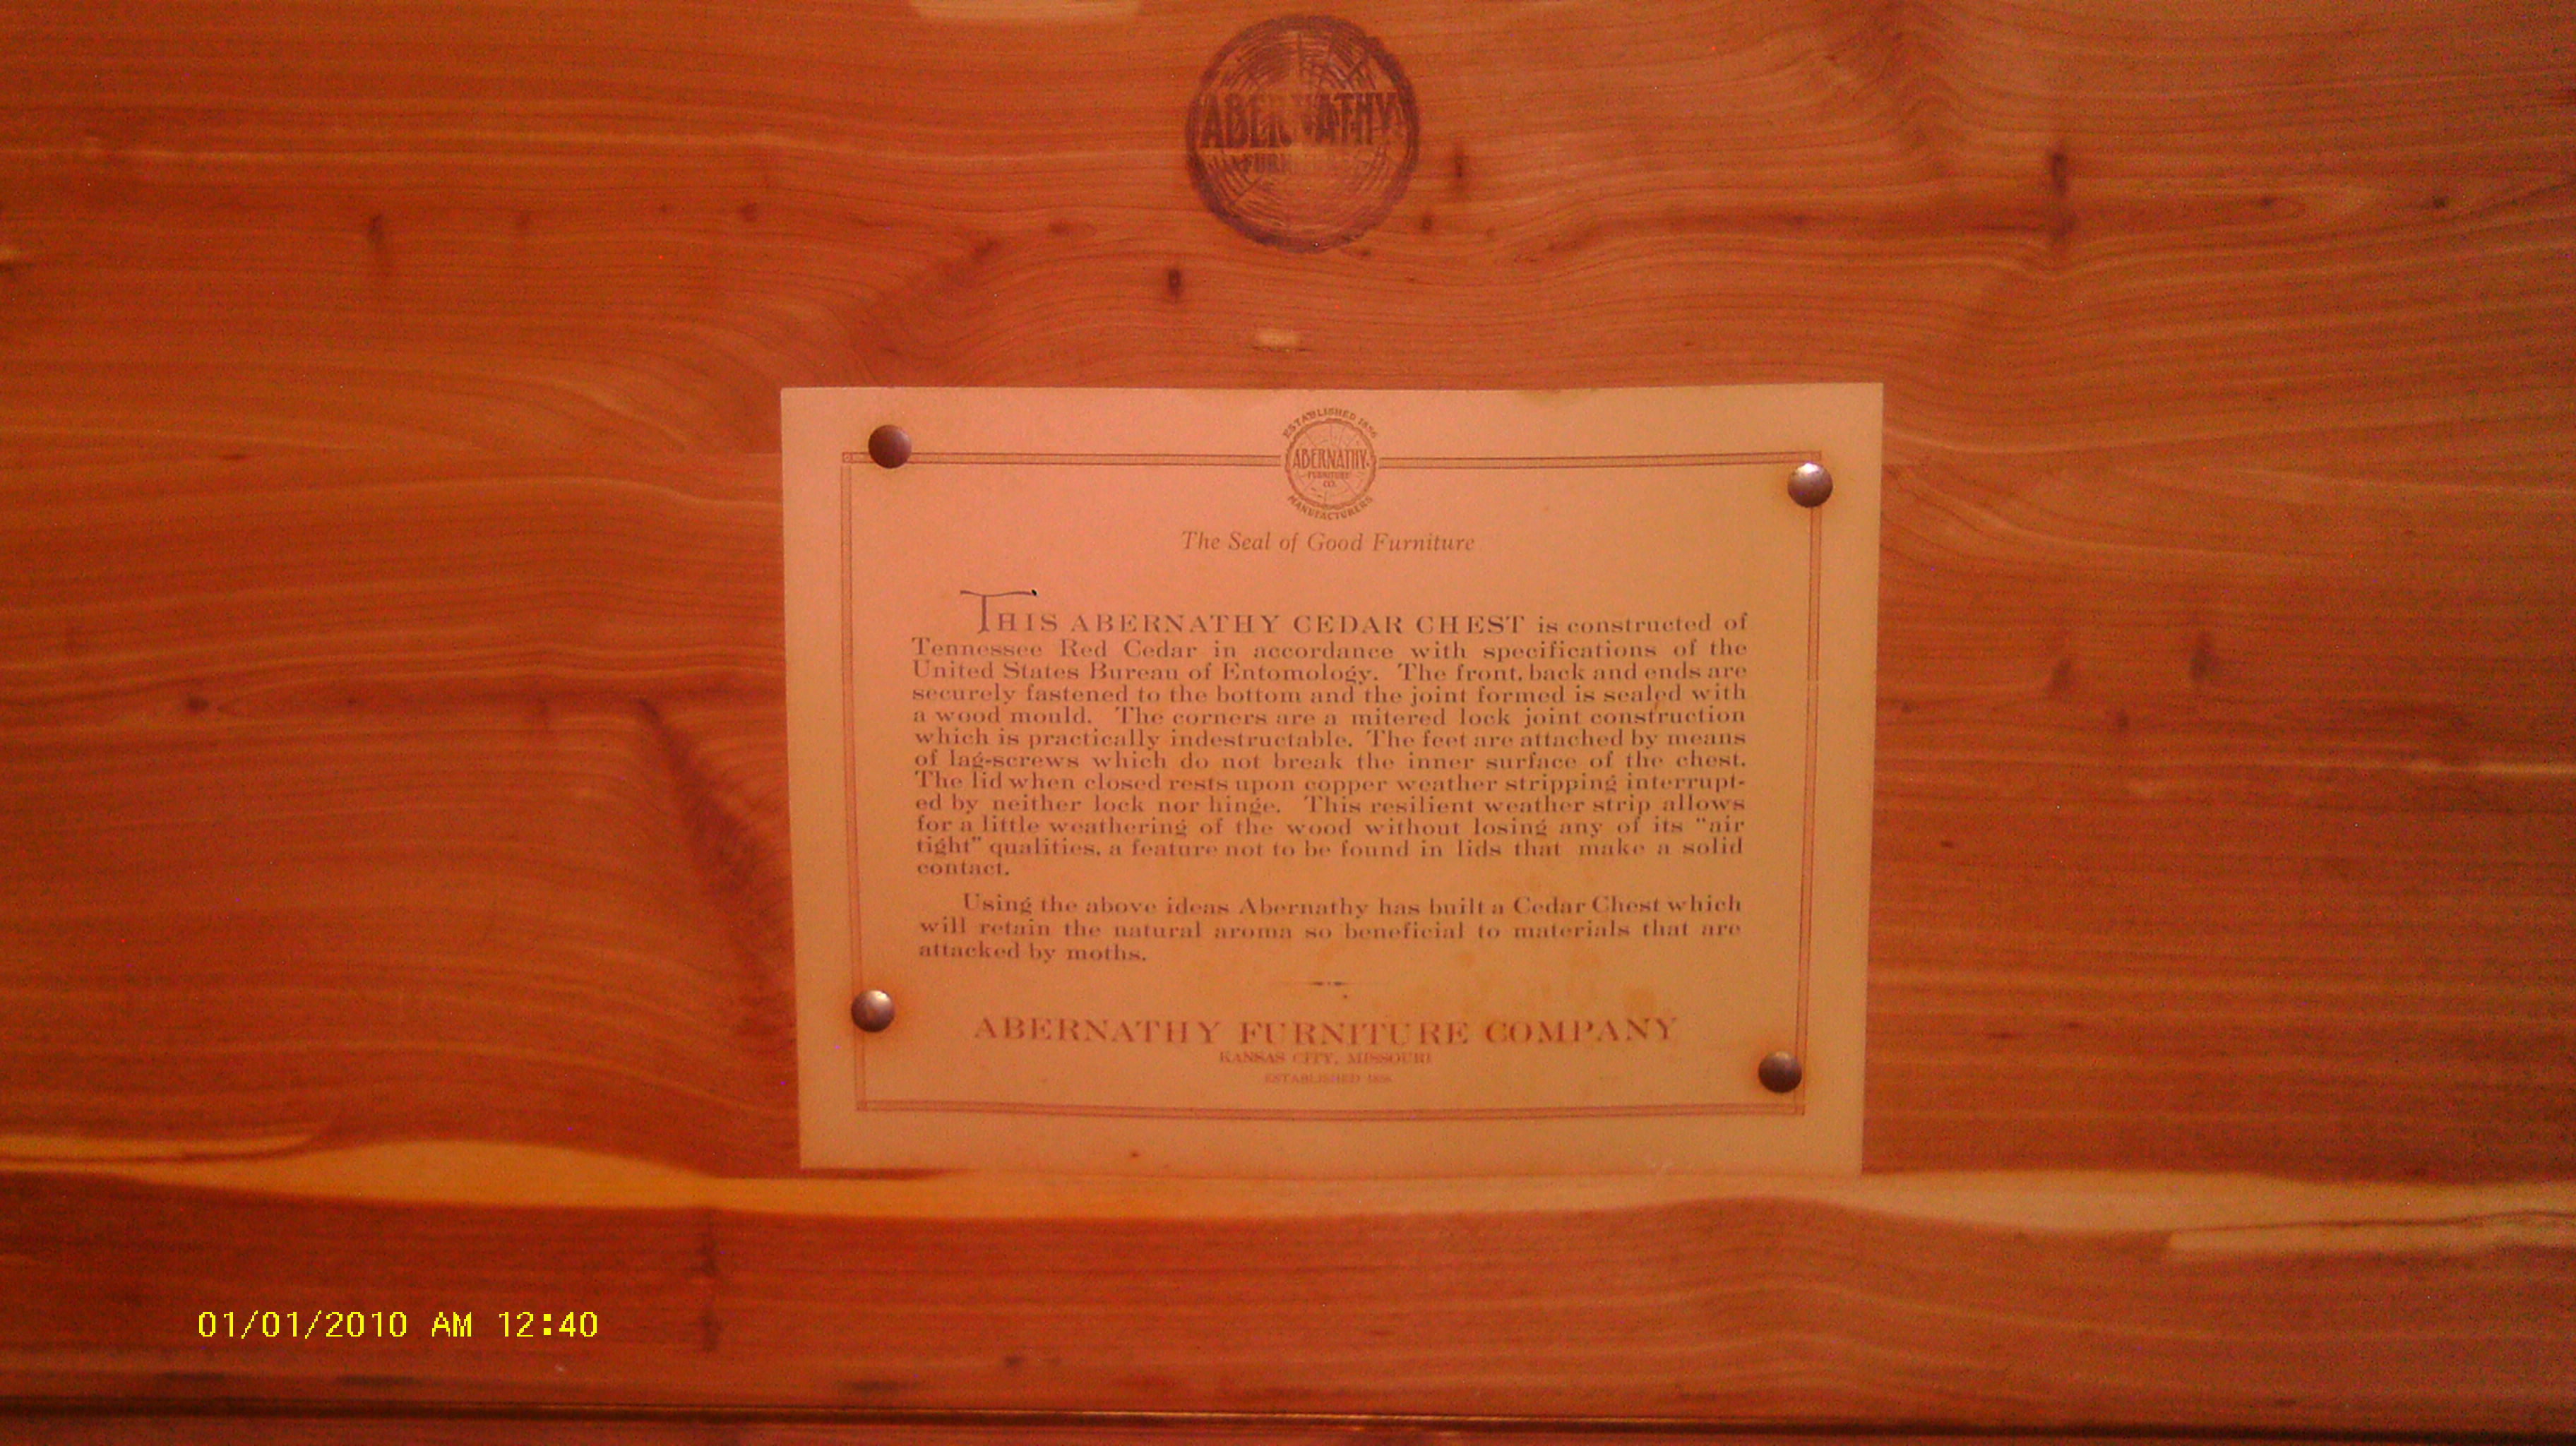 ABERNATHY
FURNITURE
ESTABLISHED 1856
ABERNATHY
FURNITURE
CO.
MANUFACTURERS
The Seal of Good Furniture
THIS ABERNATHY CEDAR CHEST is constructed of
Tennessee Red Cedar in accordance with specifications of the
United States Bureau of Entomology. The front, back and ends are
securely fastened to the bottom and the joint formed is sealed with
a wood mould. The corners are a mitered lock joint construction
which is practically indestructable. The feet are attached by means
of lag-screws which do not break the inner surface of the chest.
The lid when closed rests upon copper weather stripping interrupt-
ed by neither lock nor hinge. This resilient weather strip allows
for a little weathering of the wood without losing any of its "air
tight" qualities, a feature not to be found in lids that make a solid
contact.
Using the above ideas Abernathy has built a Cedar Chest which
will retain the natural aroma so beneficial to materials that are
attacked by moths.
ABERNATHY FURNITURE COMPANY
KANSAS CITY, MISSOURI
ESTABLISHED 1856
01/01/2010 AM 12:40